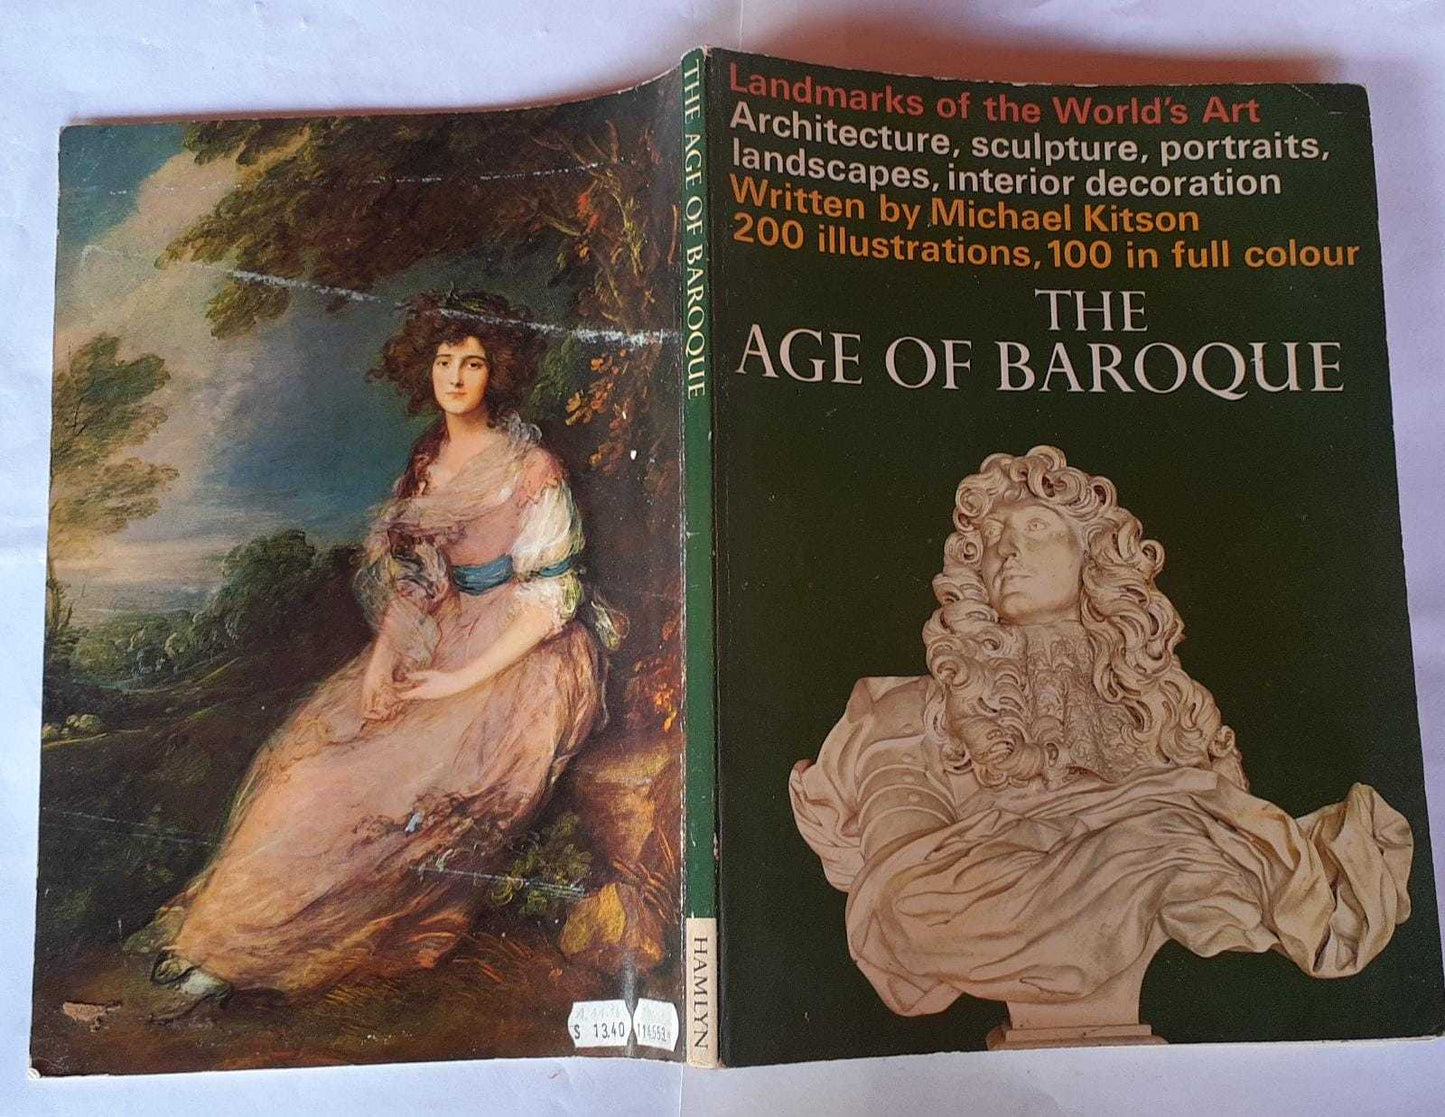 Landmarks of the World's Art
Architecture, sculpture, portraits,
landscapes, interior decoration
Written by Michael Kitson
200 illustrations, 100 in full colour
THE
AGE OF BAROQUE
THE AGE OF BAROQUE
HAMLYN
S 13.40